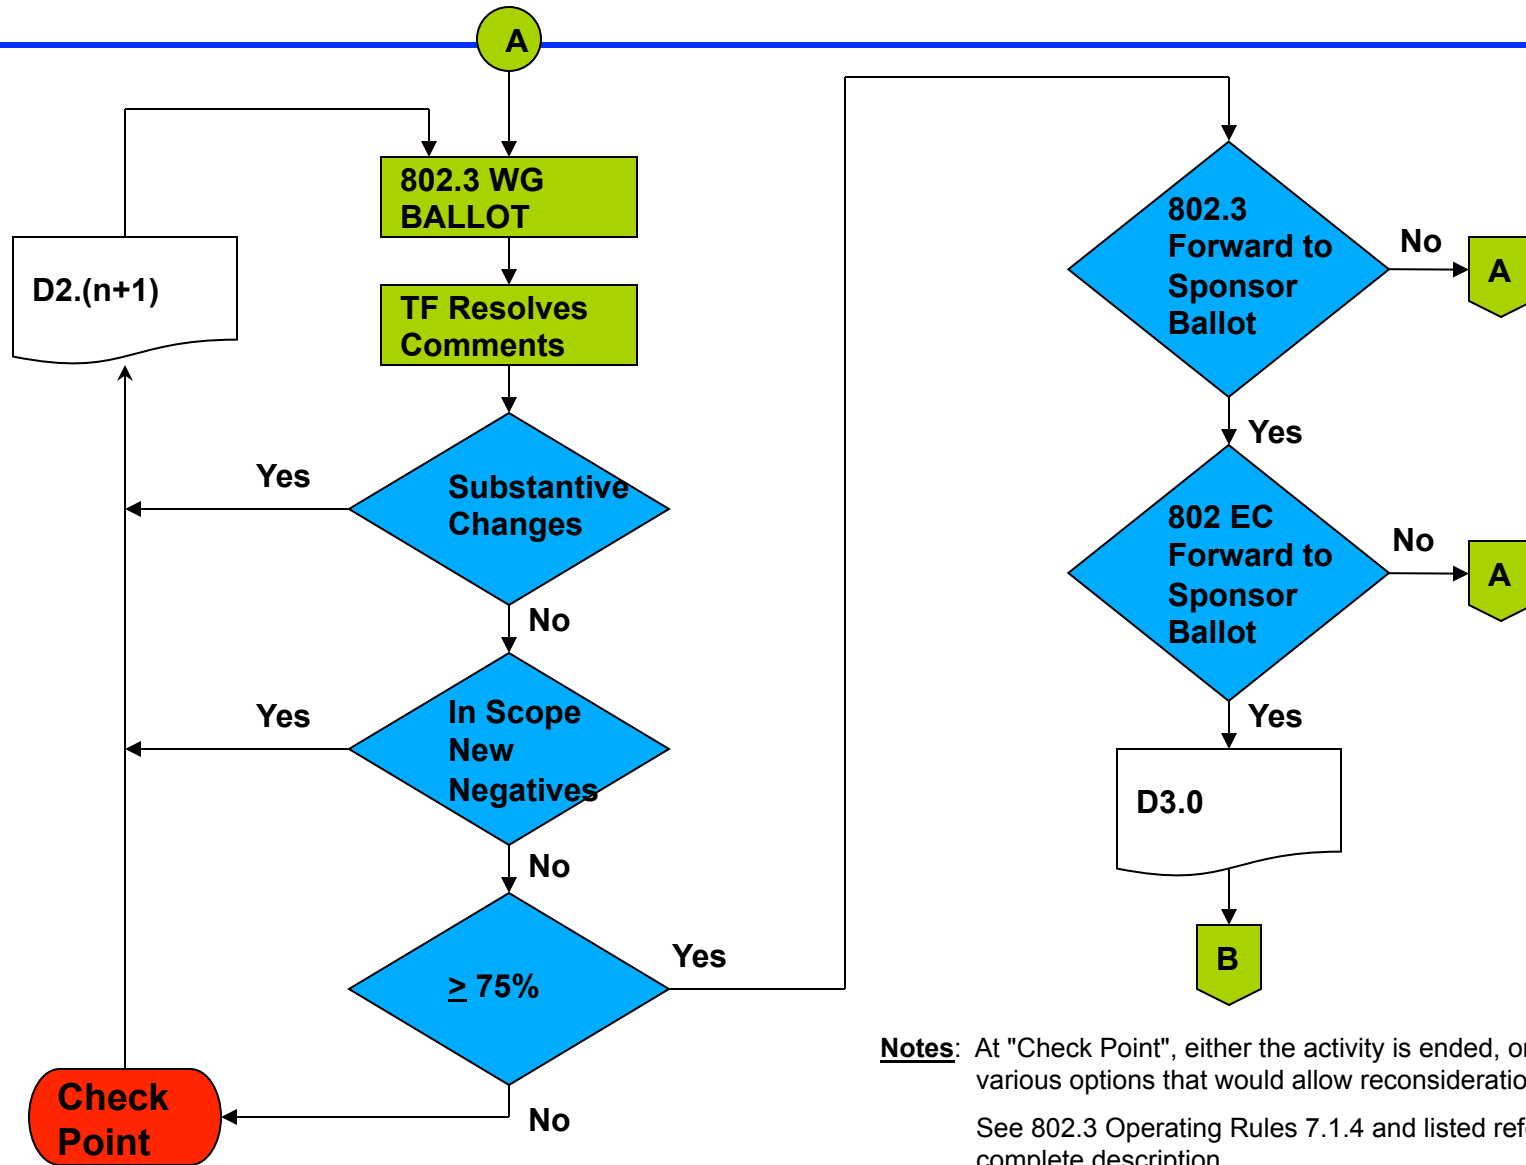 A
802.3 WG
BALLOT
D2.(n+1)
TF Resolves
Comments
Yes
Substantive
Changes
No
Yes
In Scope
New
Negatives
No
≥ 75%
Yes
No
Check
Point
802.3
Forward to
Sponsor
Ballot
No
A
Yes
802 EC
Forward to
Sponsor
Ballot
No
A
Yes
D3.0
B
Notes: At "Check Point", either the activity is ended, or
various options that would allow
See 802.3 Operating Rules 7.1.4 and listed
complete description